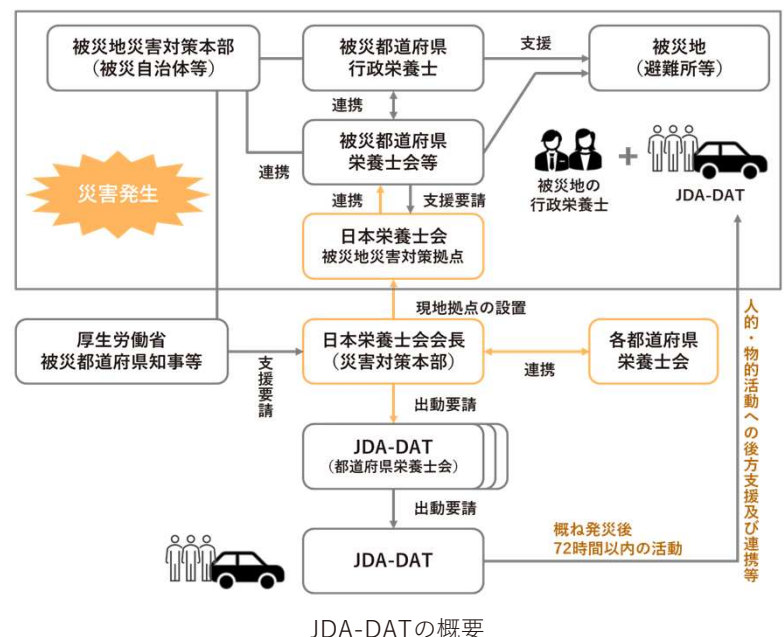 被災地災害対策本部
（被災自治体等）
被災都道府県
行政栄養士
支援
被災地
（避難所等）
連携
被災都道府県
栄養士会等
連携
災害発生
連携
支援要請
被災地の
行政栄養士
+
JDA-DAT
日本栄養士会
被災地災害対策拠点
現地拠点の設置
厚生労働省
被災都道府県知事等
支援要請
日本栄養士会会長
（災害対策本部）
連携
各都道府県
栄養士会
人的・物的活動への後方支援及び連携等
出動要請
JDA-DAT
（都道府県栄養士会）
出動要請
JDA-DAT
概ね発災後
72時間以内の活動
JDA-DATの概要